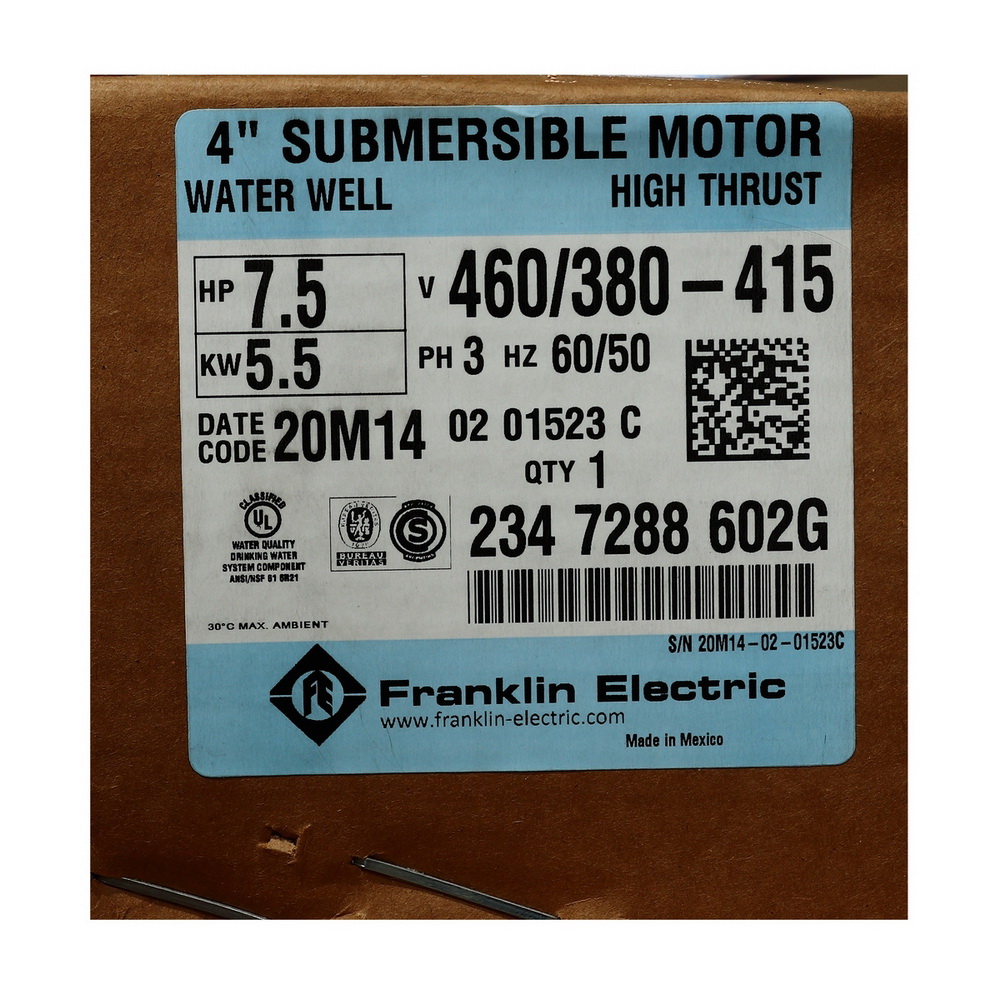 4" SUBMERSIBLE MOTOR
WATER WELL HIGH THRUST
HP 7.5 V 460/380-415
KW 5.5 PH 3 HZ 60/50
DATE CODE 20M14 02 01523 C
QTY 1
234 7288 602G
CLASSIFIED
UL
WATER QUALITY
DRINKING WATER
SYSTEM COMPONENT
ANSI/NSF 61 6R21
BUREAU
VERITAS
S
30°C MAX. AMBIENT
S/N 20M14-02-01523C
FE
Franklin Electric
www.franklin-electric.com
Made in Mexico